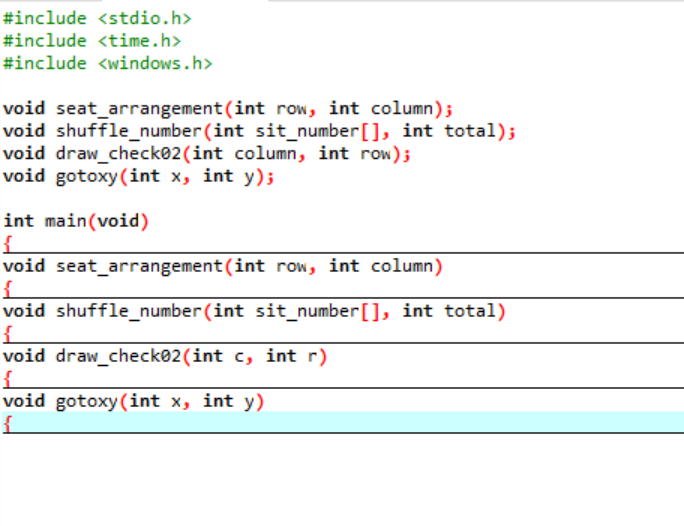 #include <stdio.h>
#include <time.h>
#include <windows.h>
void seat_arrangement(int row, int column);
void shuffle_number(int sit_number[], int total);
void draw_check02(int column, int row);
void gotoxy(int x, int y);
int main(void)
{
void seat_arrangement(int row, int column)
{
void shuffle_number(int sit_number[], int total)
{
void draw_check02(int c, int r)
{
void gotoxy(int x, int y)
{